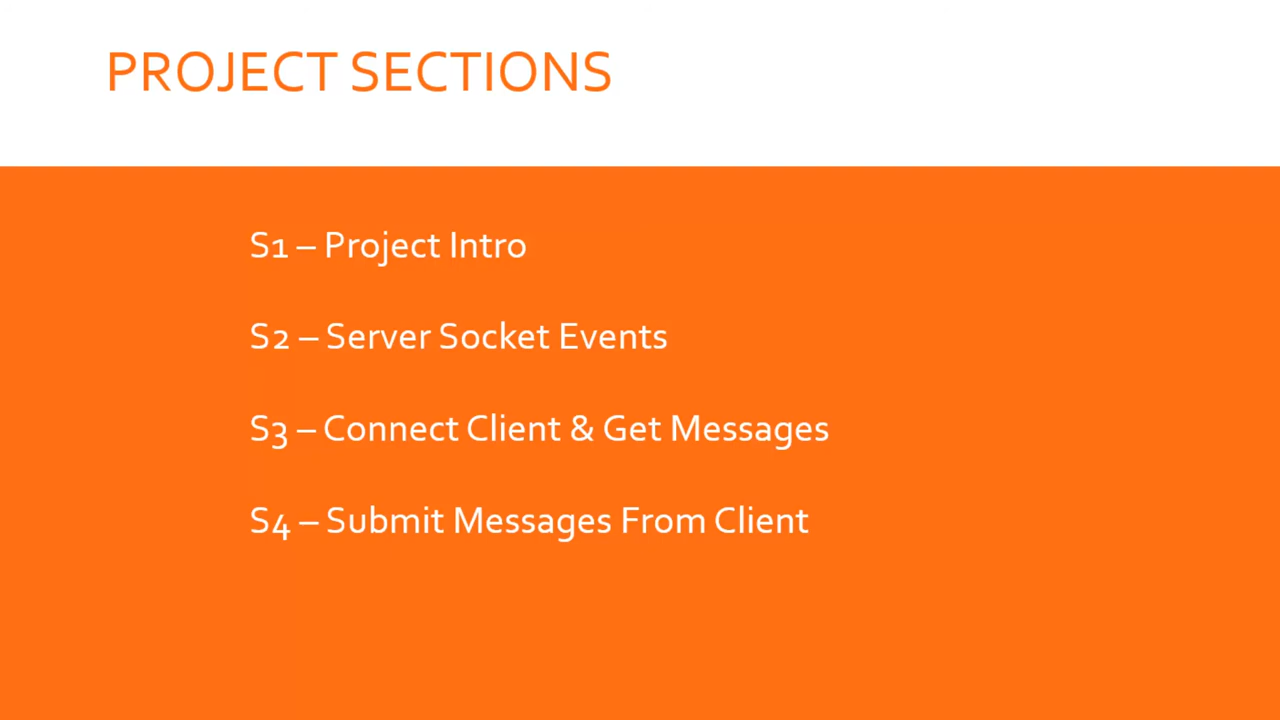 PROJECT SECTIONS
S1 – Project Intro
S2 – Server Socket Events
S3 – Connect Client & Get Messages
S4 – Submit Messages From Client